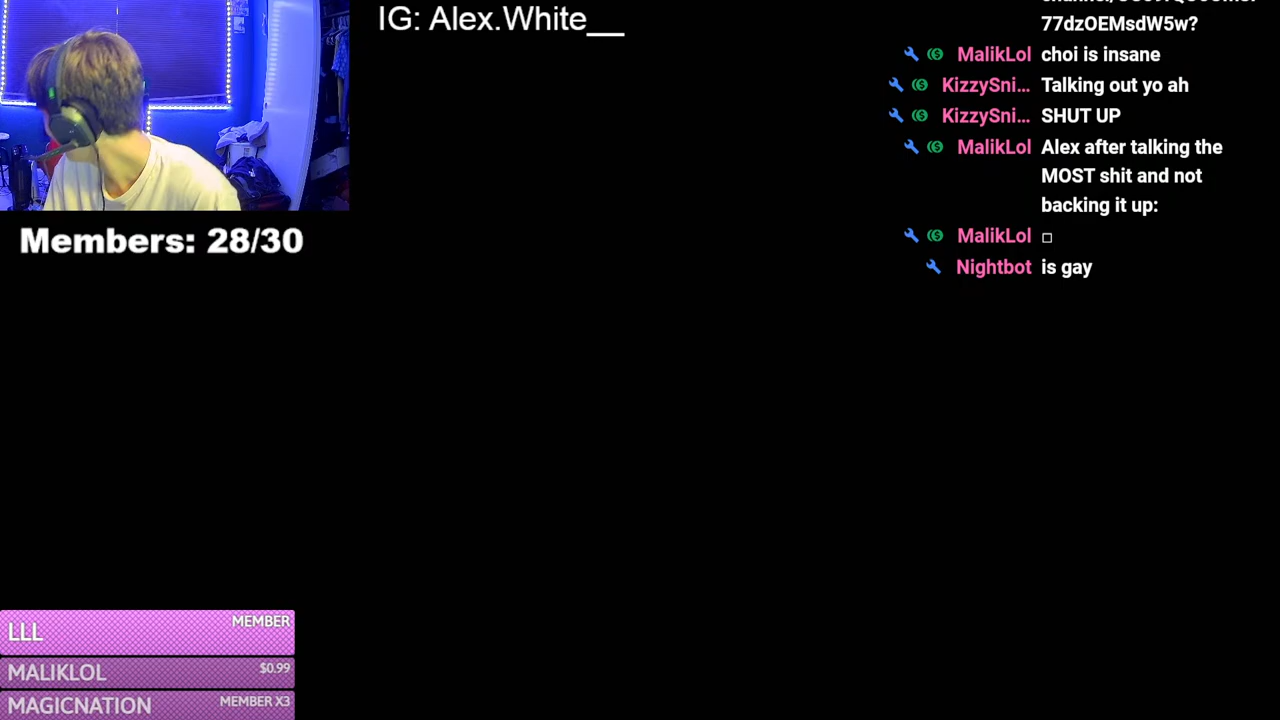 IG: Alex.White__
77dzOEMsdW5w?
MalikLol choi is insane
KizzySni... Talking out yo ah
KizzySni... SHUT UP
MalikLol Alex after talking the
MOST shit and not
backing it up:
MalikLol □
Nightbot is gay
Members: 28/30
LLL MEMBER
MALIKLOL $0.99
MAGICNATION MEMBER X3